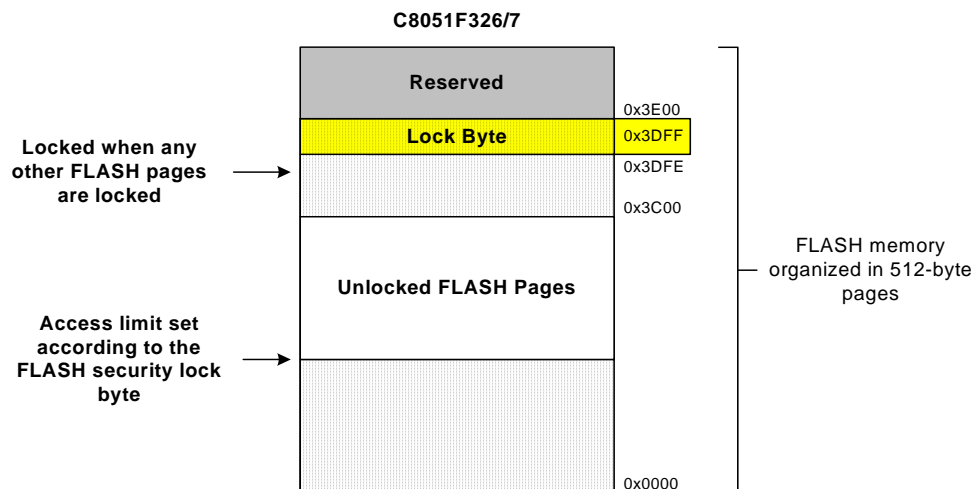 C8051F326/7
Reserved
0x3E00
Lock Byte
0x3DFF
Locked when any
other FLASH pages
are locked
0x3DFE
0x3C00
Unlocked FLASH Pages
FLASH memory
organized in 512-byte
pages
Access limit set
according to the
FLASH security lock
byte
0x0000